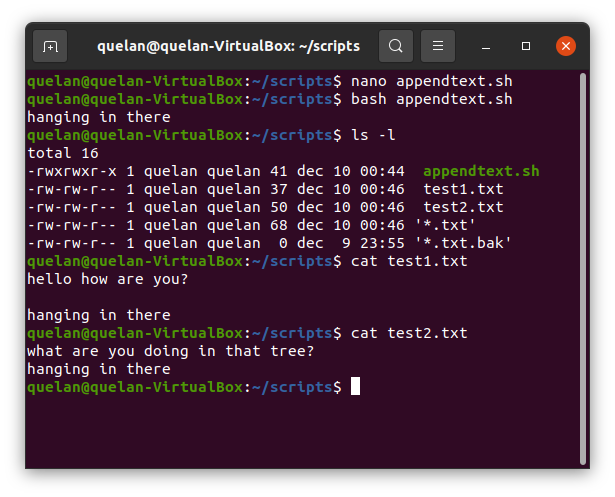 quelan@quelan-VirtualBox: ~/scripts
quelan@quelan-VirtualBox:~/scripts$ nano appendtext.sh
quelan@quelan-VirtualBox:~/scripts$ bash appendtext.sh
hanging in there
quelan@quelan-VirtualBox:~/scripts$ ls -l
total 16
-rwxrwxr-x 1 quelan quelan 41 dec 10 00:44  appendtext.sh
-rw-rw-r-- 1 quelan quelan 37 dec 10 00:46  test1.txt
-rw-rw-r-- 1 quelan quelan 50 dec 10 00:46  test2.txt
-rw-rw-r-- 1 quelan quelan 68 dec 10 00:46 '*.txt'
-rw-rw-r-- 1 quelan quelan  0 dec  9 23:55 '*.txt.bak'
quelan@quelan-VirtualBox:~/scripts$ cat test1.txt
hello how are you?

hanging in there
quelan@quelan-VirtualBox:~/scripts$ cat test2.txt
what are you doing in that tree?
hanging in there
quelan@quelan-VirtualBox:~/scripts$